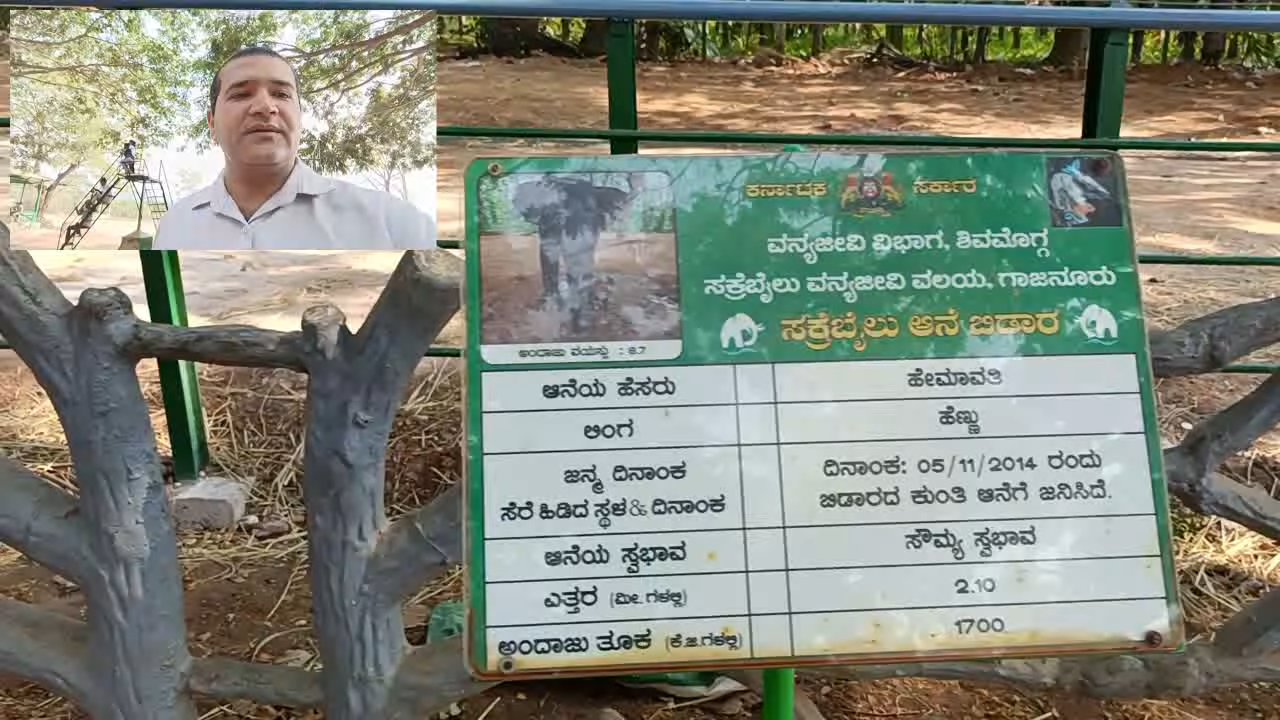 ಕರ್ನಾಟಕ ಸರ್ಕಾರ
ವನ್ಯಜೀವಿ ವಿಭಾಗ, ಶಿವಮೊಗ್ಗ
ಸಕ್ರೆಬೈಲು ವನ್ಯಜೀವಿ ವಲಯ, ಗಾಜನೂರು
ಸಕ್ರೆಬೈಲು ಆನೆ ಬಿಡಾರ
ಅಂದಾಜು ವಯಸ್ಸು : 8.7
ಆನೆಯ ಹೆಸರು ಹೇಮಾವತಿ
ಲಿಂಗ ಹೆಣ್ಣು
ಜನ್ಮ ದಿನಾಂಕ ದಿನಾಂಕ: 05/11/2014 ರಂದು
ಸೆರೆ ಹಿಡಿದ ಸ್ಥಳ & ದಿನಾಂಕ ಬಿಡಾರದ ಕುಂತಿ ಆನೆಗೆ ಜನಿಸಿದೆ.
ಆನೆಯ ಸ್ವಭಾವ ಸೌಮ್ಯ ಸ್ವಭಾವ
ಎತ್ತರ (ಮೀ.ಗಳಲ್ಲಿ) 2.10
ಅಂದಾಜು ತೂಕ (ಕೆ.ಜಿ.ಗಳಲ್ಲಿ) 1700